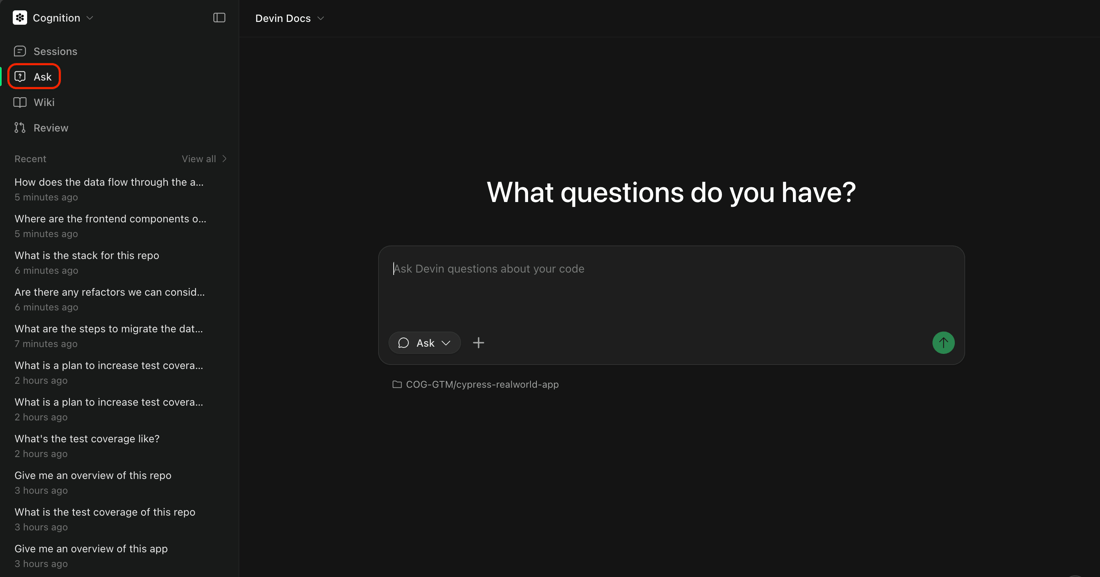 Cognition
Devin Docs
Sessions
Ask
Wiki
Review
Recent
View all
How does the data flow through the a...
5 minutes ago
Where are the frontend components o...
5 minutes ago
What is the stack for this repo
6 minutes ago
Are there any refactors we can consid...
6 minutes ago
What are the steps to migrate the dat...
7 minutes ago
What is a plan to increase test covera...
2 hours ago
What is a plan to increase test covera...
2 hours ago
What's the test coverage like?
2 hours ago
Give me an overview of this repo
3 hours ago
What is the test coverage of this repo
3 hours ago
Give me an overview of this app
3 hours ago
What questions do you have?
Ask Devin questions about your code
Ask
COG-GTM/cypress-realworld-app